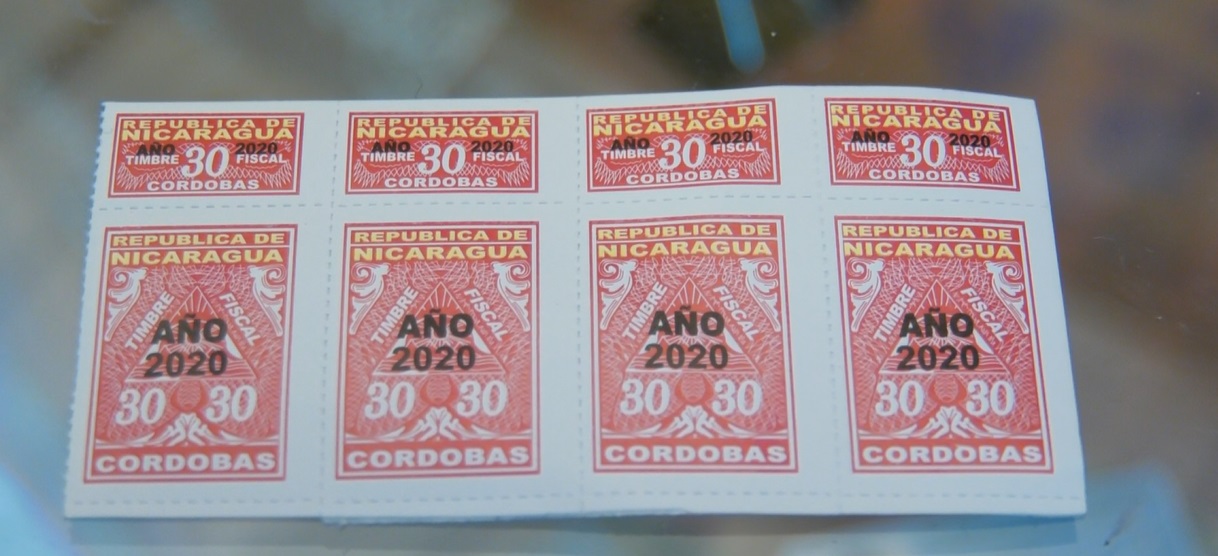 REPUBLICA DE
NICARAGUA
AÑO 2020
TIMBRE 30 FISCAL
CORDOBAS
REPUBLICA DE
NICARAGUA
AÑO 2020
TIMBRE 30 FISCAL
CORDOBAS
REPUBLICA DE
NICARAGUA
AÑO 2020
TIMBRE 30 FISCAL
CORDOBAS
REPUBLICA DE
NICARAGUA
AÑO 2020
TIMBRE 30 FISCAL
CORDOBAS
REPUBLICA DE
NICARAGUA
TIMBRE FISCAL
AÑO
2020
30 30
CORDOBAS
REPUBLICA DE
NICARAGUA
TIMBRE FISCAL
AÑO
2020
30 30
CORDOBAS
REPUBLICA DE
NICARAGUA
TIMBRE FISCAL
AÑO
2020
30 30
CORDOBAS
REPUBLICA DE
NICARAGUA
TIMBRE FISCAL
AÑO
2020
30 30
CORDOBAS